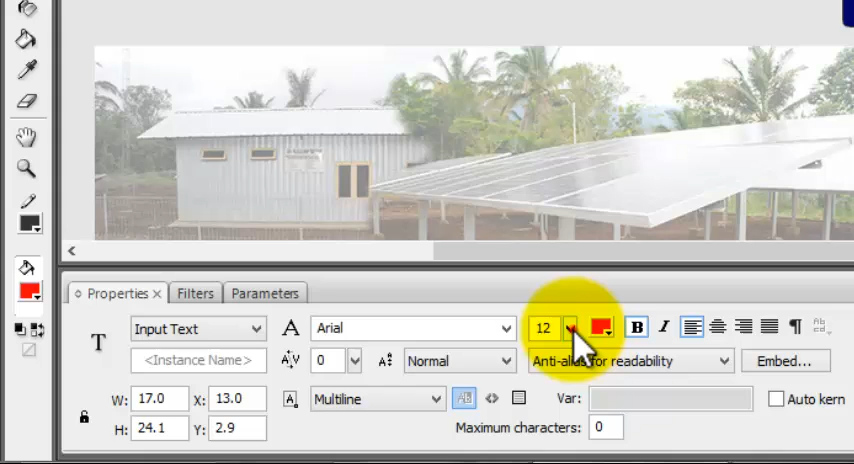 Properties
Filters
Parameters
T
Input Text
A
Arial
12
B
I
<Instance Name>
0
Normal
Anti-alias for readability
Embed...
W: 17.0 X: 13.0
Multiline
Var:
Auto kern
H: 24.1 Y: 2.9
Maximum characters: 0